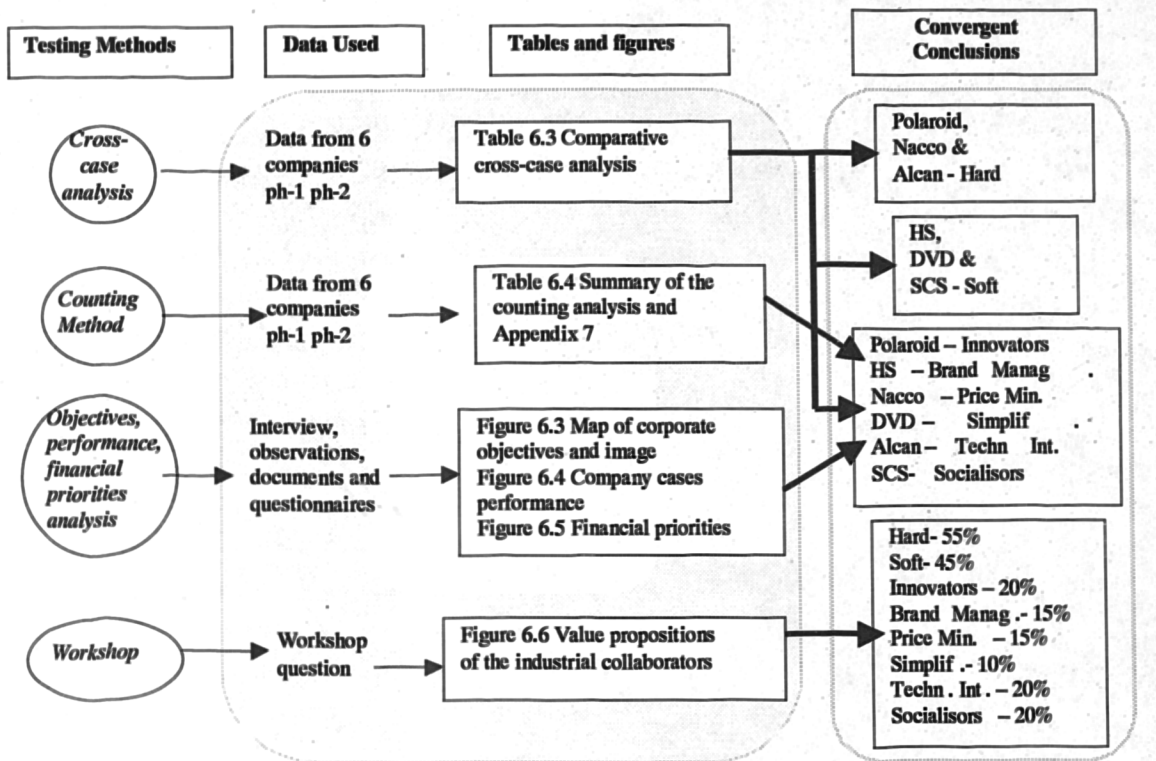 Testing Methods
Data Used
Tables and figures
Convergent
Conclusions
Cross-
case
analysis
Data from 6
companies
ph-1 ph-2
Table 6.3 Comparative
cross-case analysis
Polaroid,
Nacco &
Alcan - Hard
HS,
DVD &
SCS - Soft
Counting
Method
Data from 6
companies
ph-1 ph-2
Table 6.4 Summary of the
counting analysis and
Appendix 7
Polaroid – Innovators
HS – Brand Manag .
Nacco – Price Min.
DVD – Simplif .
Alcan – Techn Int.
SCS- Socialisors
Objectives,
performance,
financial
priorities
analysis
Interview,
observations,
documents and
questionnaires
Figure 6.3 Map of corporate
objectives and image
Figure 6.4 Company cases
performance
Figure 6.5 Financial priorities
Workshop
Workshop
question
Figure 6.6 Value propositions
of the industrial collaborators
Hard- 55%
Soft- 45%
Innovators – 20%
Brand Manag .- 15%
Price Min. – 15%
Simplif .- 10%
Techn . Int . – 20%
Socialisors – 20%